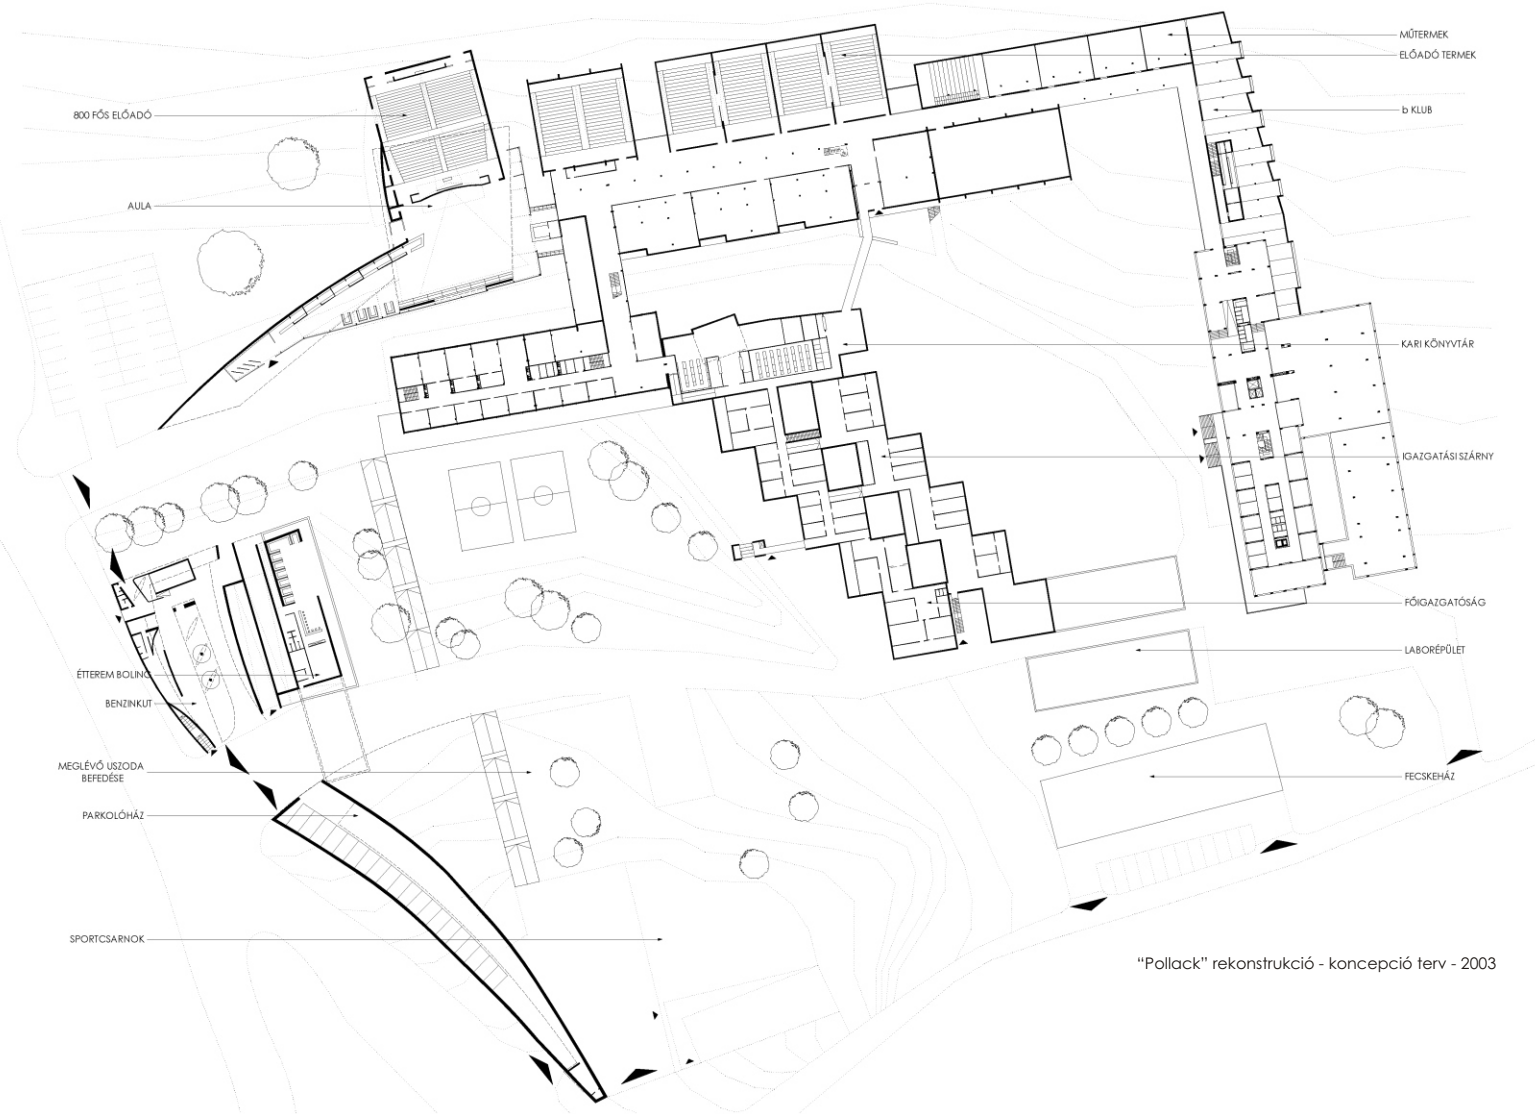 MŰTERMEK
ELŐADÓ TERMEK
800 FŐS ELŐADÓ
b KLUB
AULA
KARI KÖNYVTÁR
IGAZGATÁSI SZÁRNY
FŐIGAZGATÓSÁG
LABORÉPÜLET
ÉTTEREM BOLING
BENZINKUT
MEGLÉVŐ USZODA
BEFEDÉSE
FECSKEHÁZ
PARKOLÓHÁZ
SPORTCSARNOK
“Pollack” rekonstrukció - koncepció terv - 2003